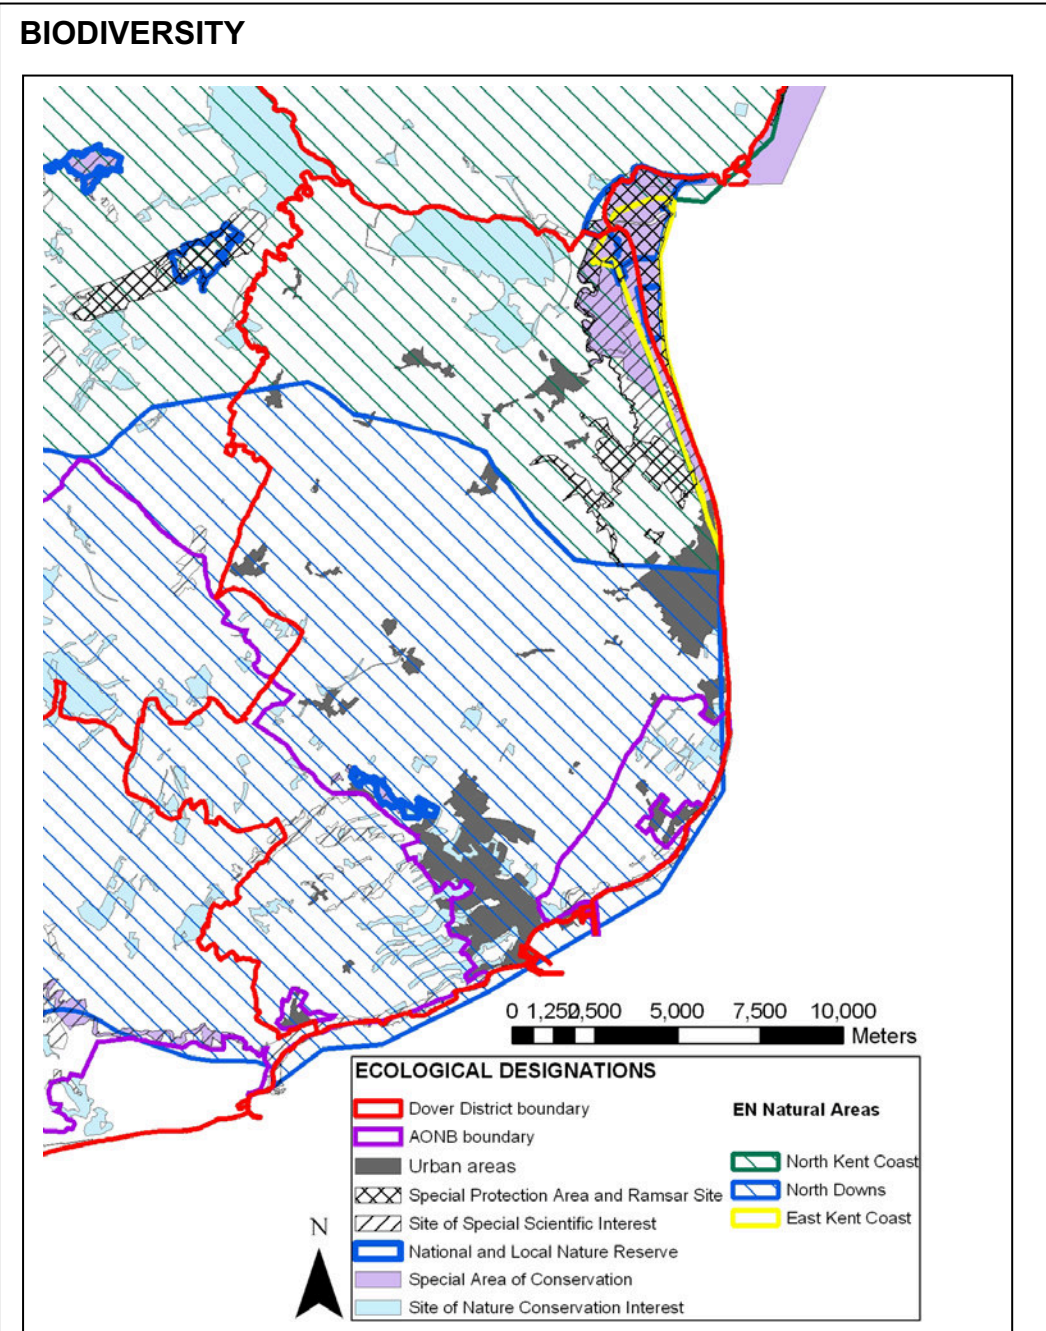 BIODIVERSITY
0 1,250 2,500 5,000 7,500 10,000
Meters
ECOLOGICAL DESIGNATIONS
Dover District boundary
AONB boundary
Urban areas
Special Protection Area and Ramsar Site
Site of Special Scientific Interest
National and Local Nature Reserve
Special Area of Conservation
Site of Nature Conservation Interest
EN Natural Areas
North Kent Coast
North Downs
East Kent Coast
N